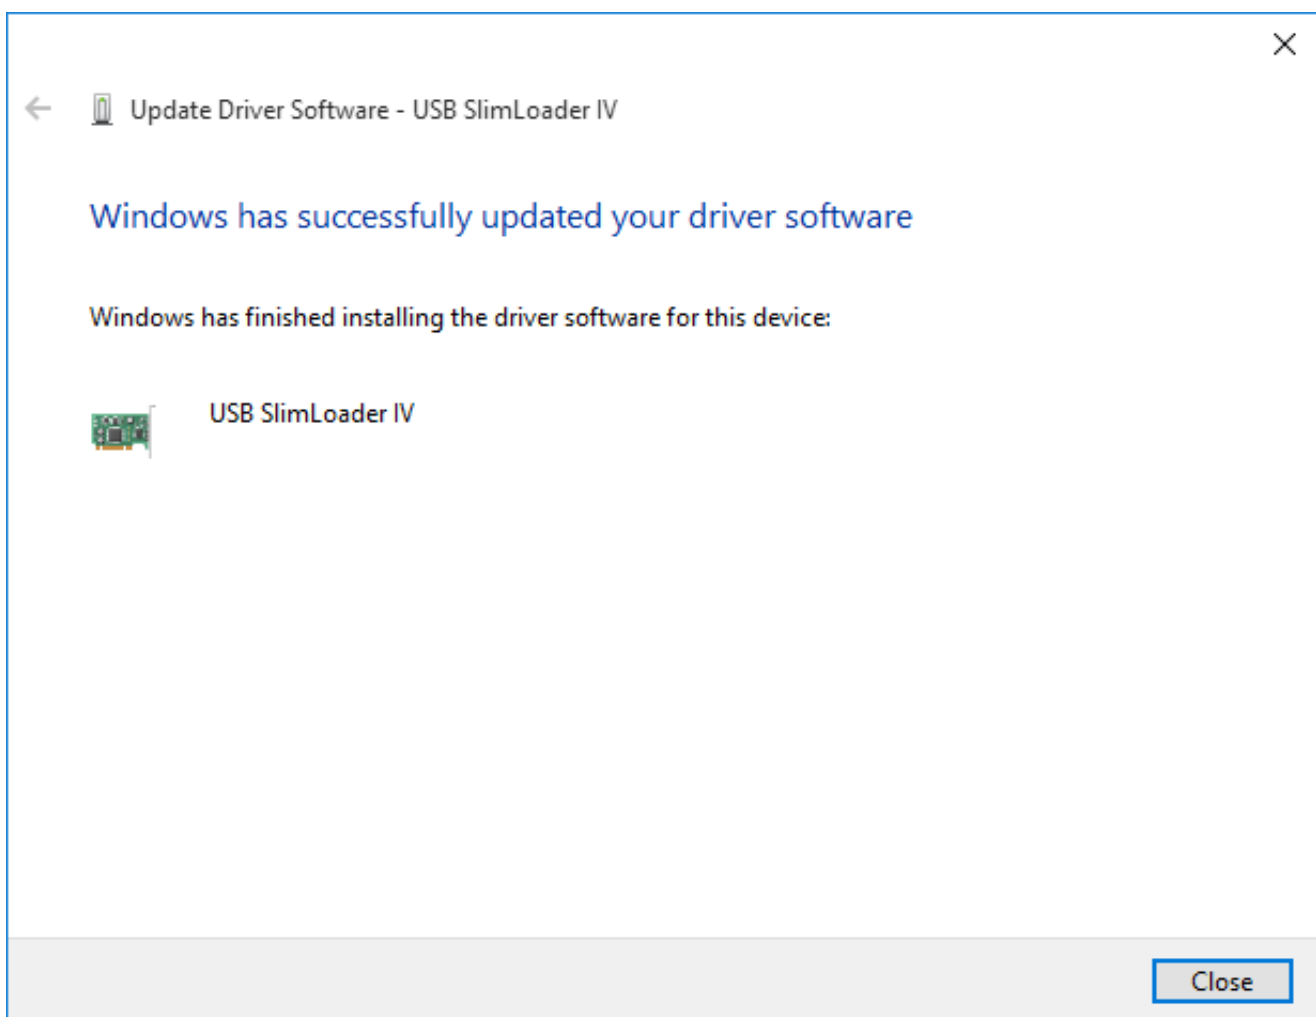 Update Driver Software - USB SlimLoader IV
Windows has successfully updated your driver software
Windows has finished installing the driver software for this device:
USB SlimLoader IV
Close